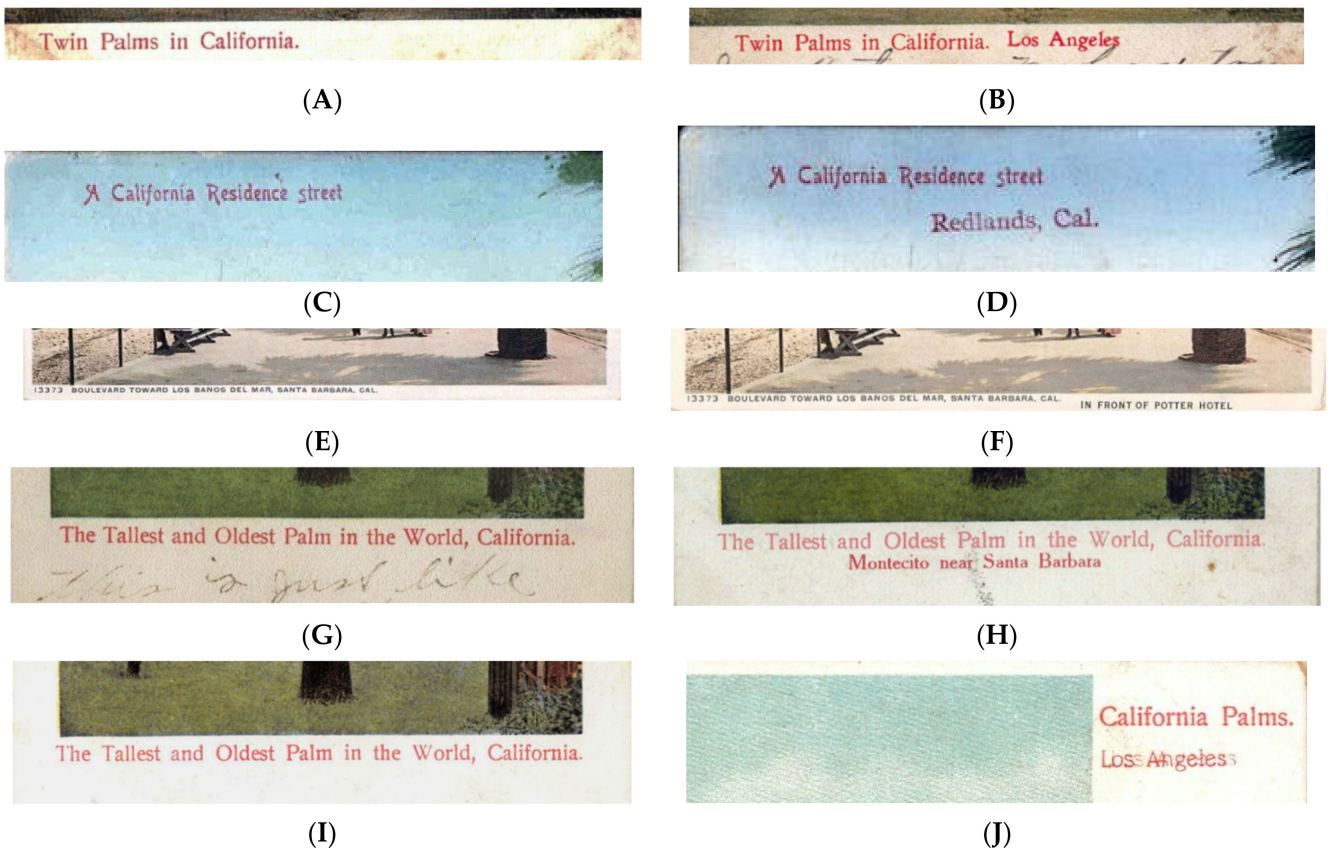 Twin Palms in California.
(A)
Twin Palms in California. Los Angeles
(B)
A California Residence street
(C)
A California Residence street
Redlands, Cal.
(D)
13373 BOULEVARD TOWARD LOS BANOS DEL MAR, SANTA BARBARA, CAL.
(E)
13373 BOULEVARD TOWARD LOS BANOS DEL MAR, SANTA BARBARA, CAL. IN FRONT OF POTTER HOTEL
(F)
The Tallest and Oldest Palm in the World, California.
This is just like
(G)
The Tallest and Oldest Palm in the World, California.
Montecito near Santa Barbara
(H)
The Tallest and Oldest Palm in the World, California.
(I)
California Palms.
Los Angeles
(J)